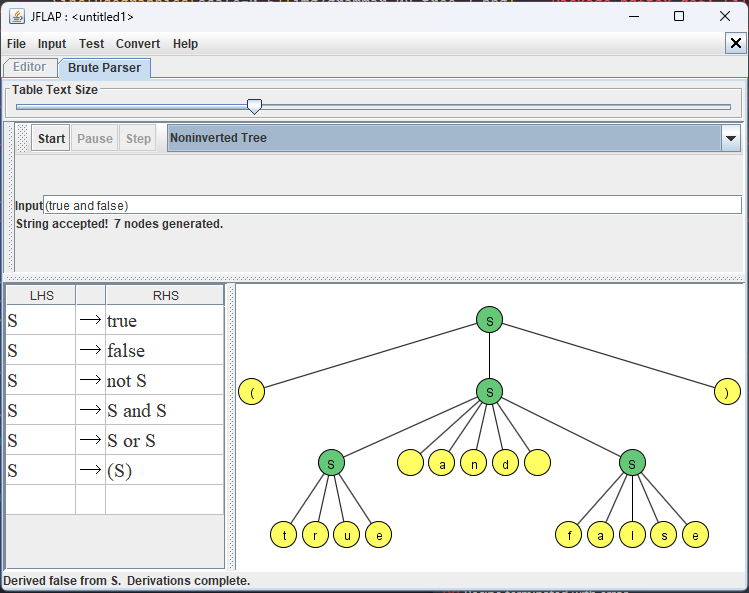 JFLAP : <untitled1>
File Input Test Convert Help
Editor Brute Parser
Table Text Size
Start Pause Step Noninverted Tree
Input (true and false)
String accepted! 7 nodes generated.
LHS RHS
S → true
S → false
S → not S
S → S and S
S → S or S
S → (S)
S
( S )
S a n d S
t r u e f a l s e
Derived false from S. Derivations complete.